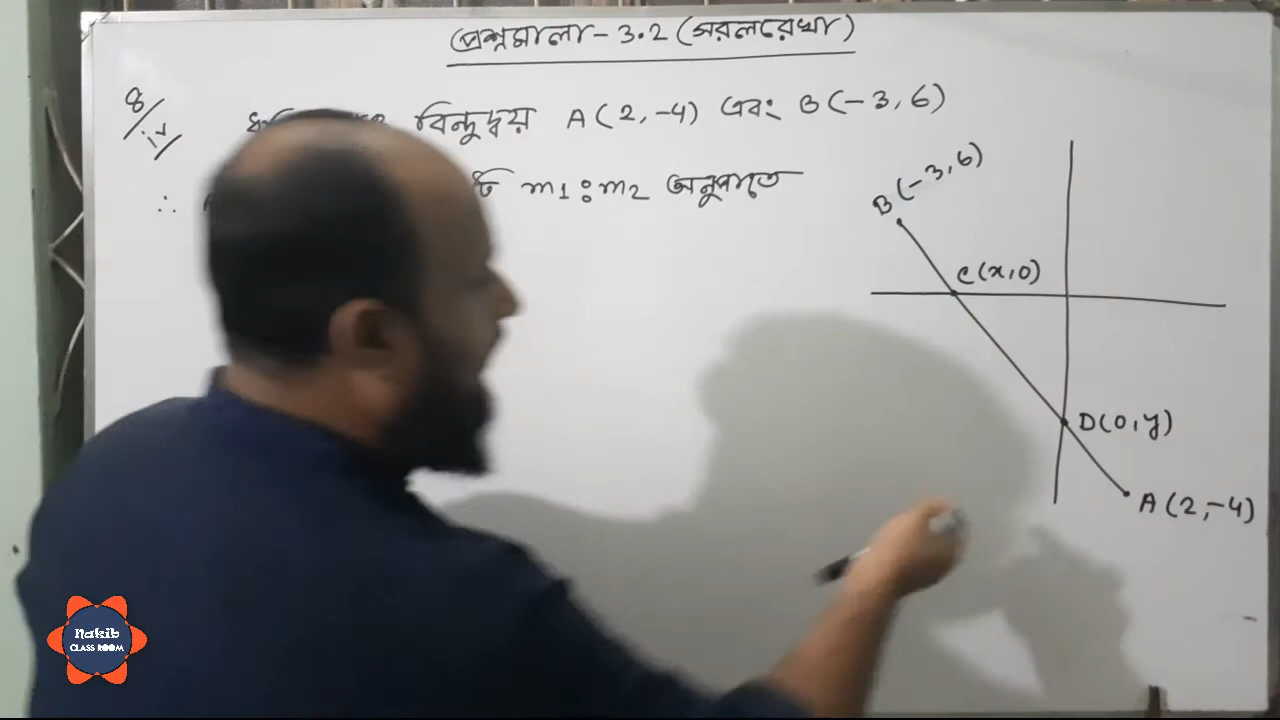 প্রশ্নমালা - 3.2 (সরলরেখা)
8/iv
বিন্দুদ্বয় A(2,-4) এবং B(-3,6)
∴ টি m1:m2 অনুপাতে
B(-3,6)
C(x,0)
D(0,y)
A(2,-4)
Nakib
CLASS ROOM